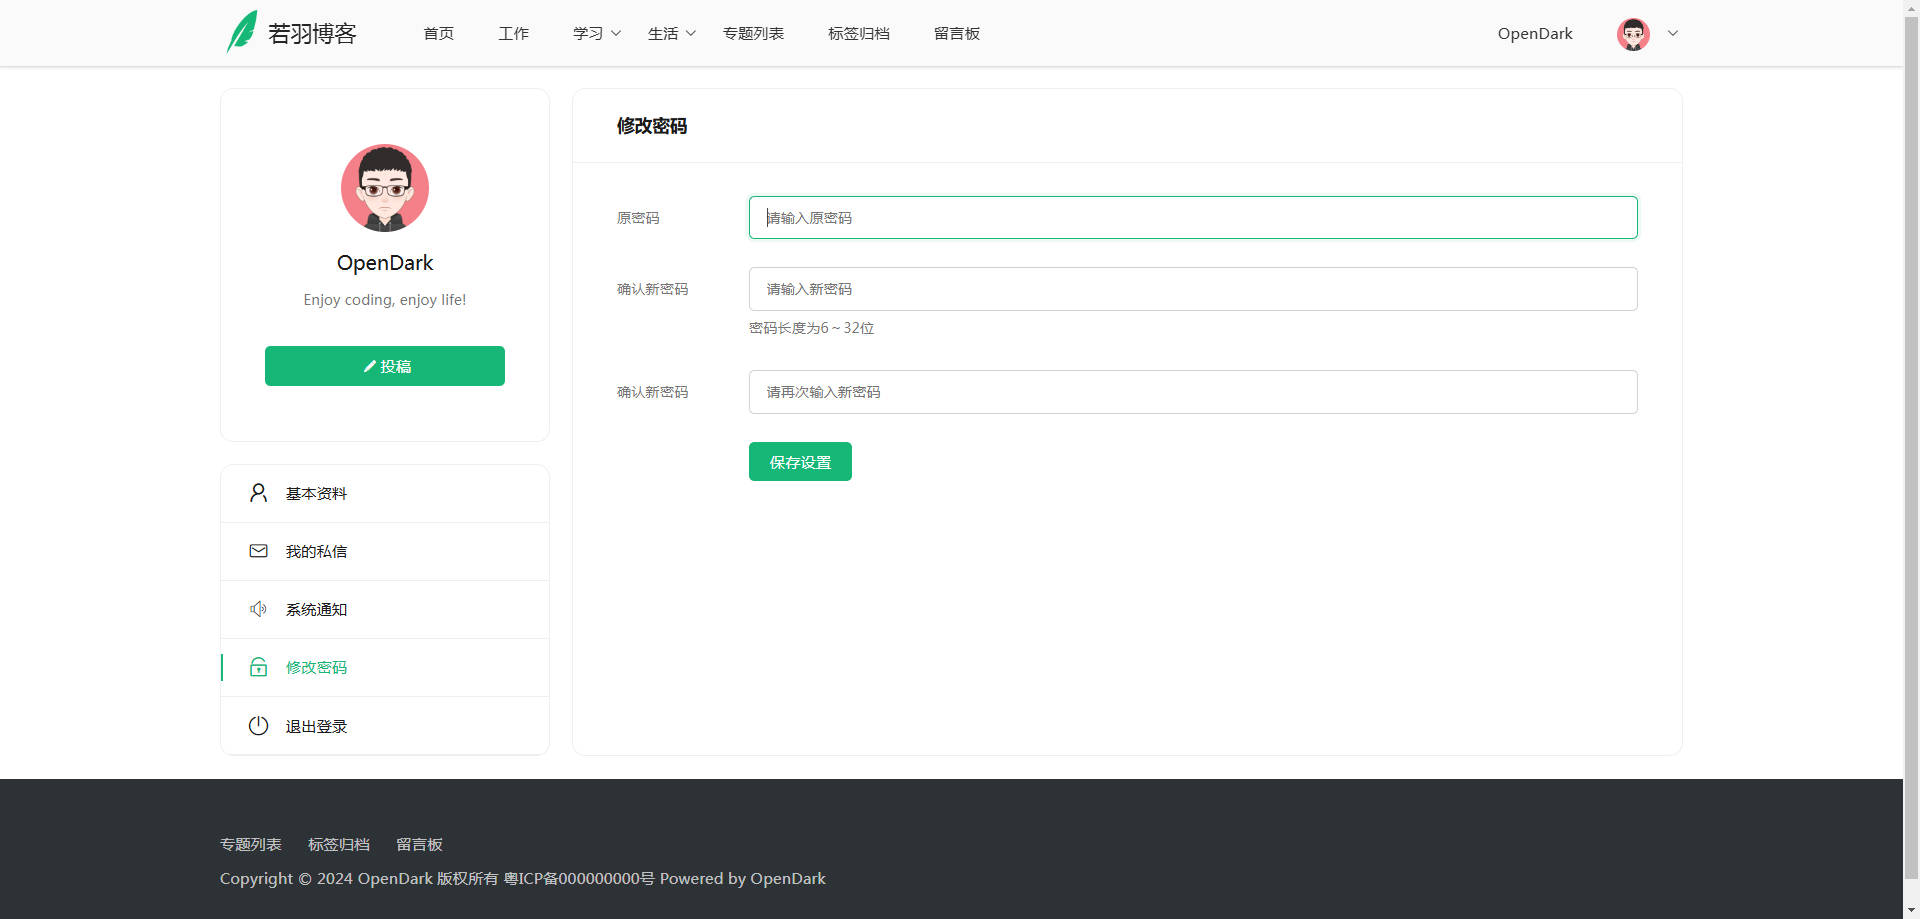 若羽博客 首页 工作 学习 生活 专题列表 标签归档 留言板 OpenDark
OpenDark
Enjoy coding, enjoy life!
投稿
基本资料
我的私信
系统通知
修改密码
退出登录
修改密码
原密码 请输入原密码
确认新密码 请输入新密码
密码长度为6~32位
确认新密码 请再次输入新密码
保存设置
专题列表 标签归档 留言板
Copyright © 2024 OpenDark 版权所有 粤ICP备000000000号 Powered by OpenDark